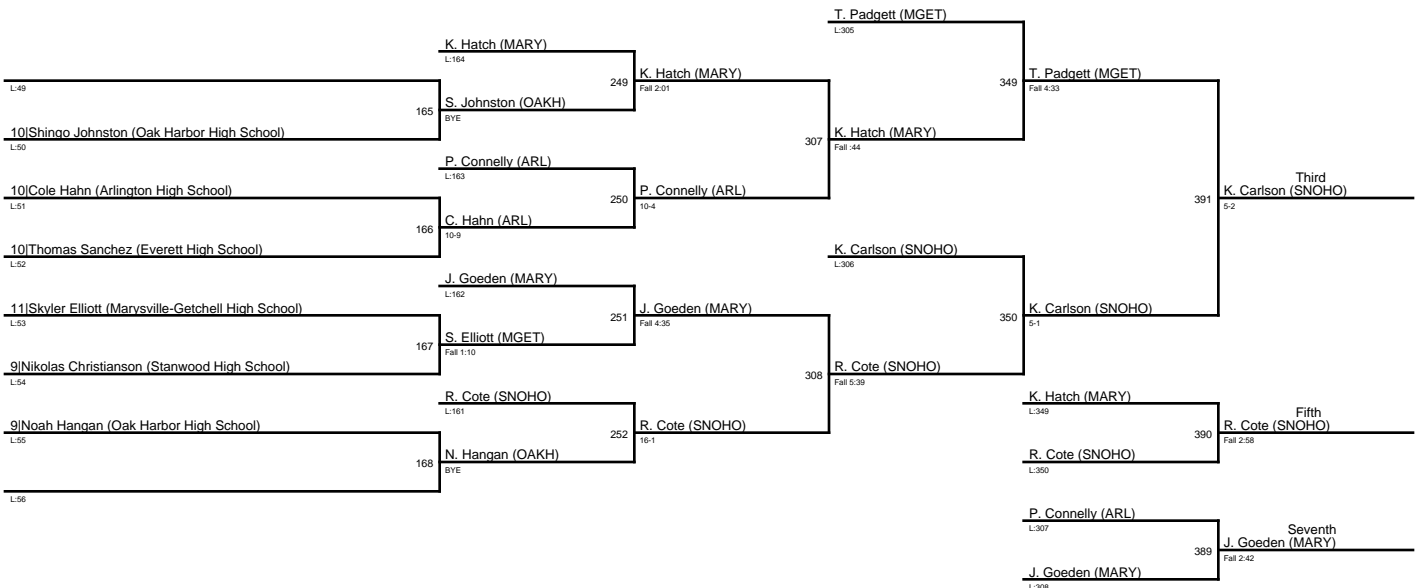 T. Padgett (MGET)
L:305
K. Hatch (MARY)
L:164
249
K. Hatch (MARY)
Fall 2:01
349
T. Padgett (MGET)
Fall 4:33
L:49
165
S. Johnston (OAKH)
BYE
10|Shingo Johnston (Oak Harbor High School)
L:50
307
K. Hatch (MARY)
Fall :44
P. Connelly (ARL)
L:163
10|Cole Hahn (Arlington High School)
L:51
250
P. Connelly (ARL)
10-4
391
Third
K. Carlson (SNOHO)
5-2
166
C. Hahn (ARL)
10-9
10|Thomas Sanchez (Everett High School)
L:52
K. Carlson (SNOHO)
L:306
J. Goeden (MARY)
L:162
11|Skyler Elliott (Marysville-Getchell High School)
L:53
251
J. Goeden (MARY)
Fall 4:35
350
K. Carlson (SNOHO)
5-1
167
S. Elliott (MGET)
Fall 1:10
9|Nikolas Christianson (Stanwood High School)
L:54
308
R. Cote (SNOHO)
Fall 5:39
R. Cote (SNOHO)
L:161
K. Hatch (MARY)
L:349
9|Noah Hangan (Oak Harbor High School)
L:55
252
R. Cote (SNOHO)
16-1
390
Fifth
R. Cote (SNOHO)
Fall 2:58
168
N. Hangan (OAKH)
BYE
R. Cote (SNOHO)
L:350
L:56
P. Connelly (ARL)
L:307
389
Seventh
J. Goeden (MARY)
Fall 2:42
J. Goeden (MARY)
L:308